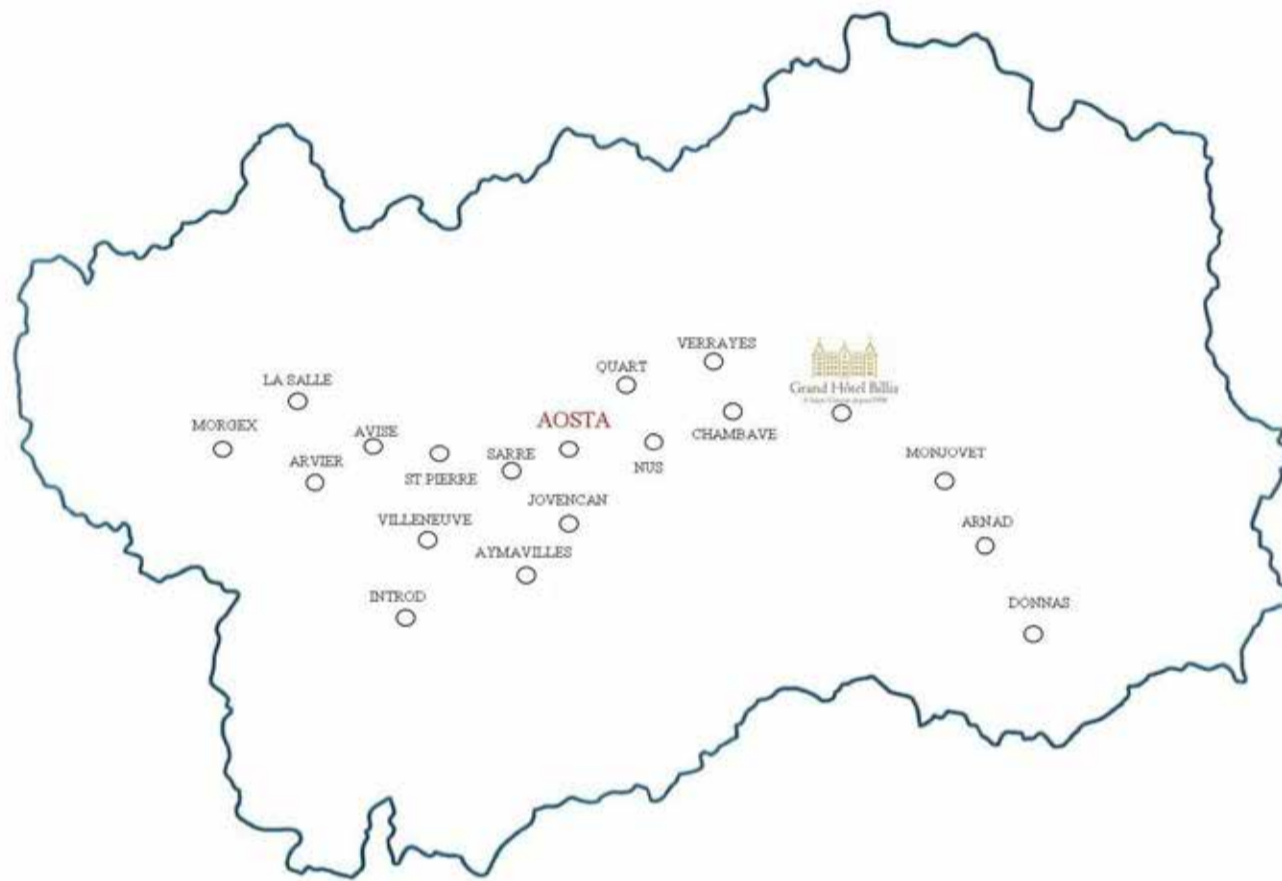 VERRAYES
QUART
Grand Hôtel Billia
LA SALLE
AOSTA
MORGEX
AVISE
CHAMBAVE
SARRE
MONJOVET
ARVIER
ST PIERRE
NUS
JOVENCAN
VILLENEUVE
ARNAD
AYMAVILLES
INTROD
DONNAS